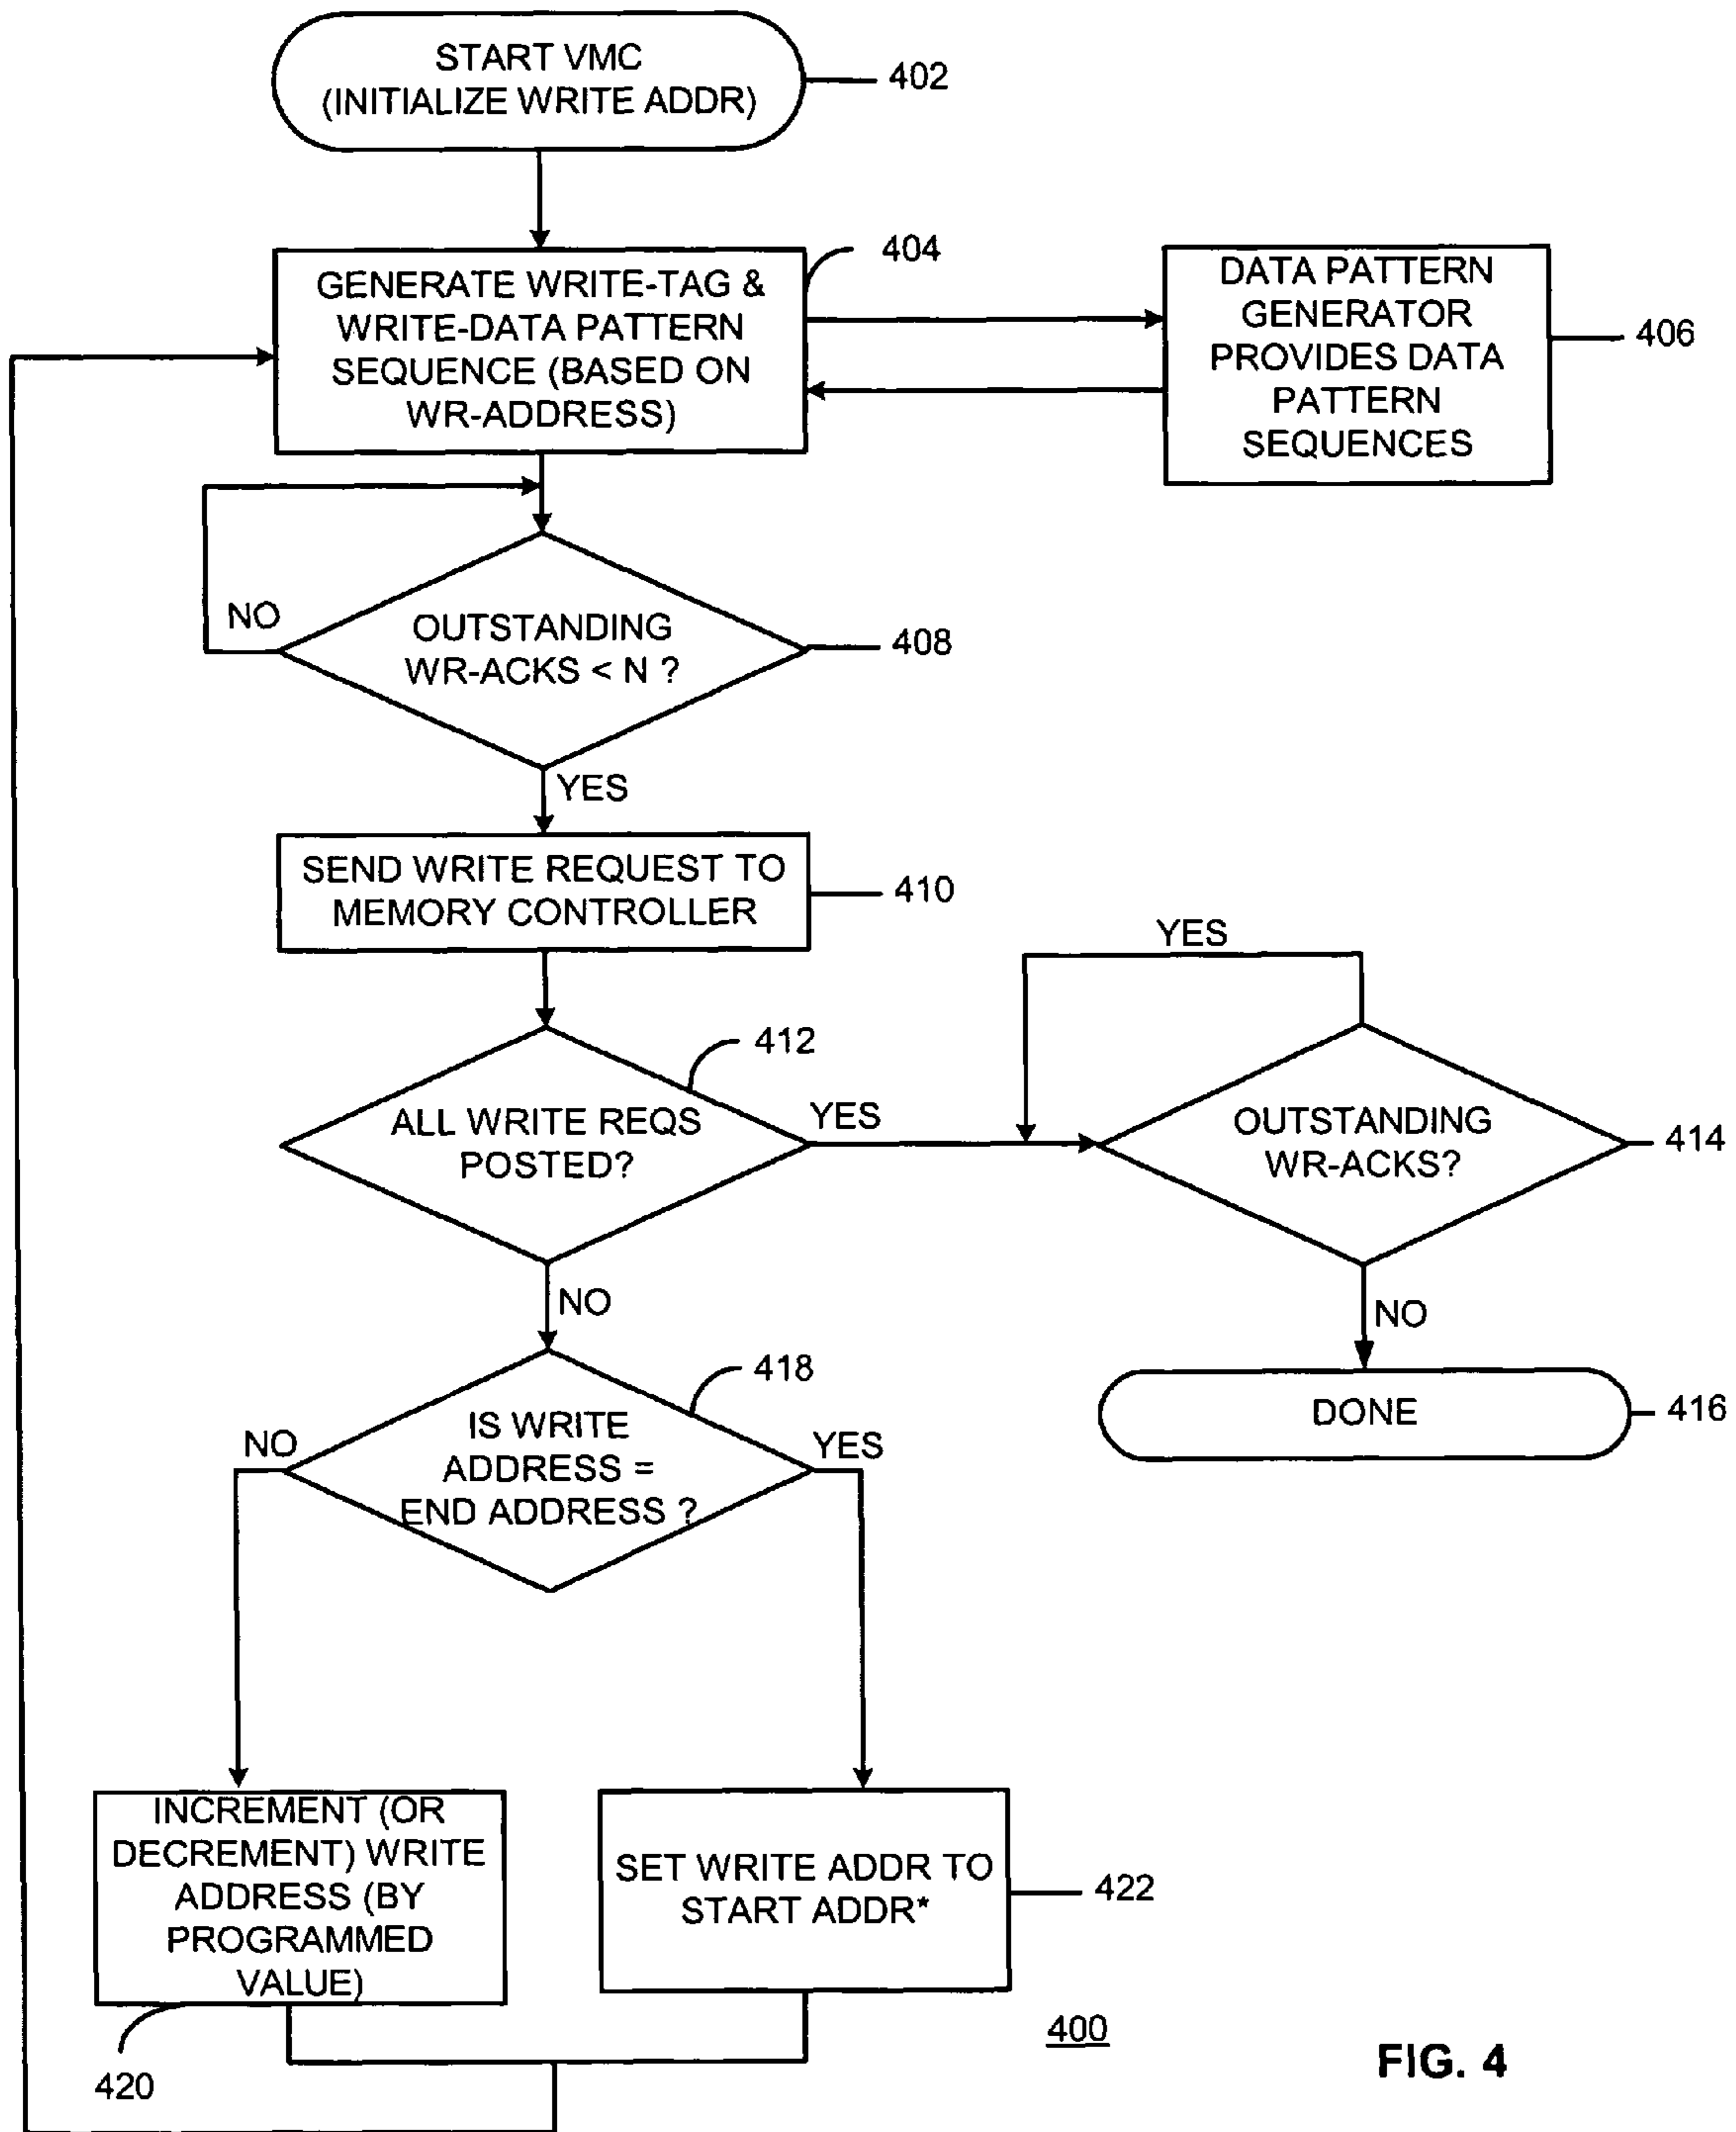 START VMC
(INITIALIZE WRITE ADDR)
402
GENERATE WRITE-TAG &
WRITE-DATA PATTERN
SEQUENCE (BASED ON
WR-ADDRESS)
404
DATA PATTERN
GENERATOR
PROVIDES DATA
PATTERN
SEQUENCES
406
NO
OUTSTANDING
WR-ACKS < N ?
408
YES
SEND WRITE REQUEST TO
MEMORY CONTROLLER
410
YES
412
ALL WRITE REQS
POSTED?
YES
OUTSTANDING
WR-ACKS?
414
NO
NO
418
DONE
416
NO
IS WRITE
ADDRESS =
END ADDRESS ?
YES
INCREMENT (OR
DECREMENT) WRITE
ADDRESS (BY
PROGRAMMED
VALUE)
SET WRITE ADDR TO
START ADDR*
422
420
400
FIG. 4